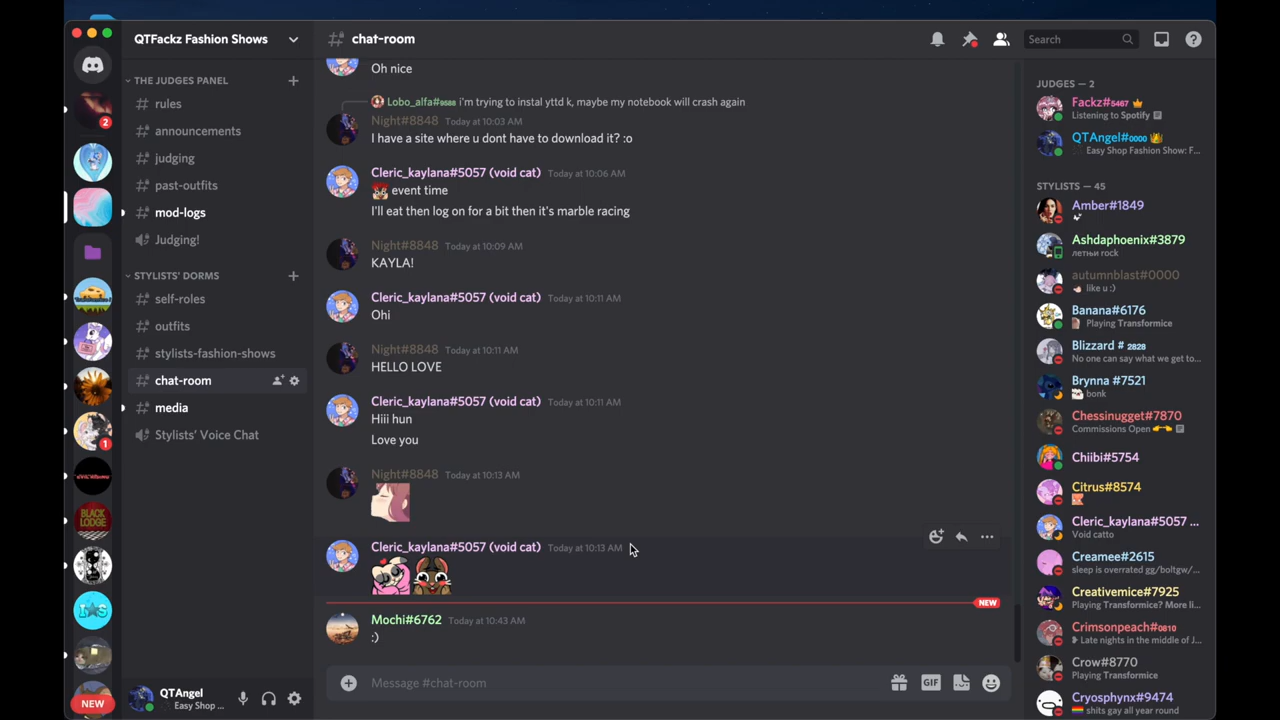 QTFackz Fashion Shows
chat-room
Search
2
1
NEW
THE JUDGES PANEL
rules
announcements
judging
past-outfits
mod-logs
Judging!
STYLISTS' DORMS
self-roles
outfits
stylists-fashion-shows
chat-room
media
Stylists' Voice Chat
QTAngel
Easy Shop ...
Oh nice
Lobo_alfa#9688 i'm trying to instal yttd k, maybe my notebook will crash again
Night#8848 Today at 10:03 AM
I have a site where u dont have to download it? :o
Cleric_kaylana#5057 (void cat) Today at 10:06 AM
event time
I'll eat then log on for a bit then it's marble racing
Night#8848 Today at 10:09 AM
KAYLA!
Cleric_kaylana#5057 (void cat) Today at 10:11 AM
Ohi
Night#8848 Today at 10:11 AM
HELLO LOVE
Cleric_kaylana#5057 (void cat) Today at 10:11 AM
Hiii hun
Love you
Night#8848 Today at 10:13 AM
Cleric_kaylana#5057 (void cat) Today at 10:13 AM
NEW
Mochi#6762 Today at 10:43 AM
:)
Message #chat-room
GIF
JUDGES — 2
Fackz#5467
Listening to Spotify
QTAngel#0000
Easy Shop Fashion Show: F...
STYLISTS — 45
Amber#1849
Ashdaphoenix#3879
летньи rock
autumnblast#0000
like u :)
Banana#6176
Playing Transformice
Blizzard # 2828
No one can say what we get to...
Brynna #7521
bonk
Chessinugget#7870
Commissions Open
Chiibi#5754
Citrus#8574
Cleric_kaylana#5057 ...
Void catto
Creamee#2615
sleep is overrated gg/boltgw/...
Creativemice#7925
Playing Transformice? More li...
Crimsonpeach#0810
Late nights in the middle of J...
Crow#8770
Playing Transformice
Cryosphynx#9474
shits gay all year round